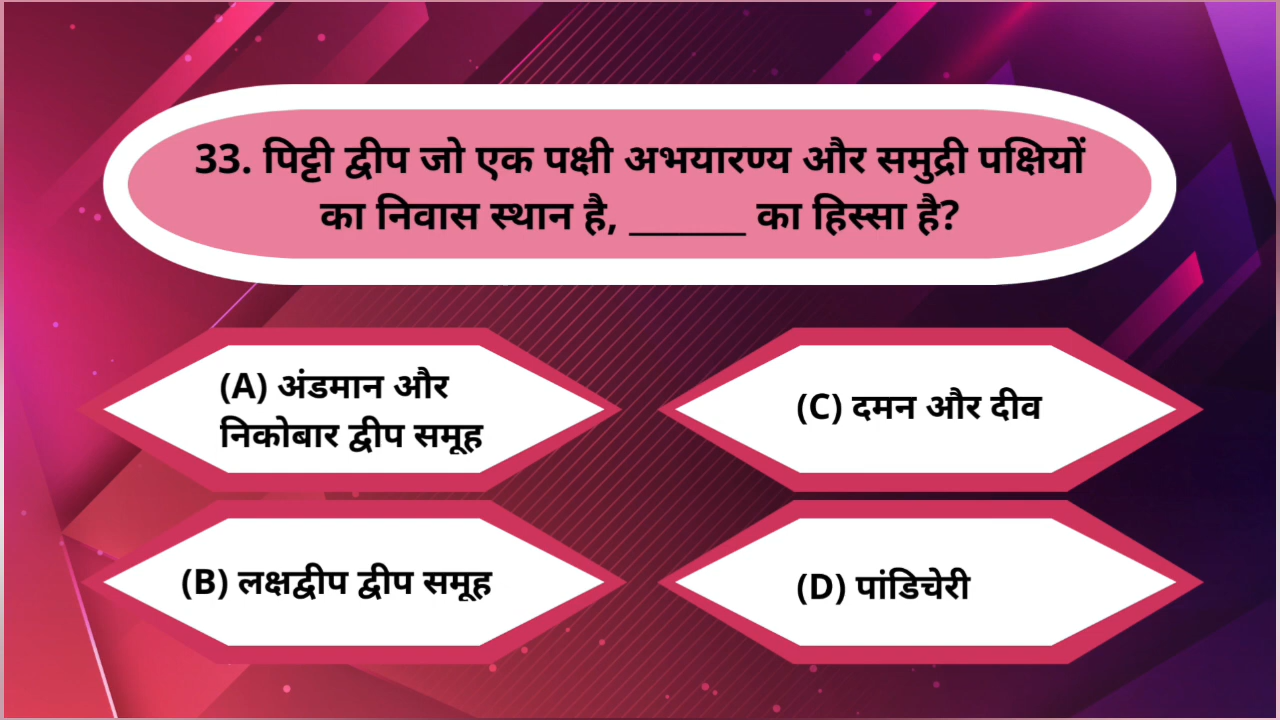 33. पिट्टी द्वीप जो एक पक्षी अभयारण्य और समुद्री पक्षियों
का निवास स्थान है, ______ का हिस्सा है?
(A) अंडमान और
निकोबार द्वीप समूह
(B) लक्षद्वीप द्वीप समूह
(C) दमन और दीव
(D) पांडिचेरी